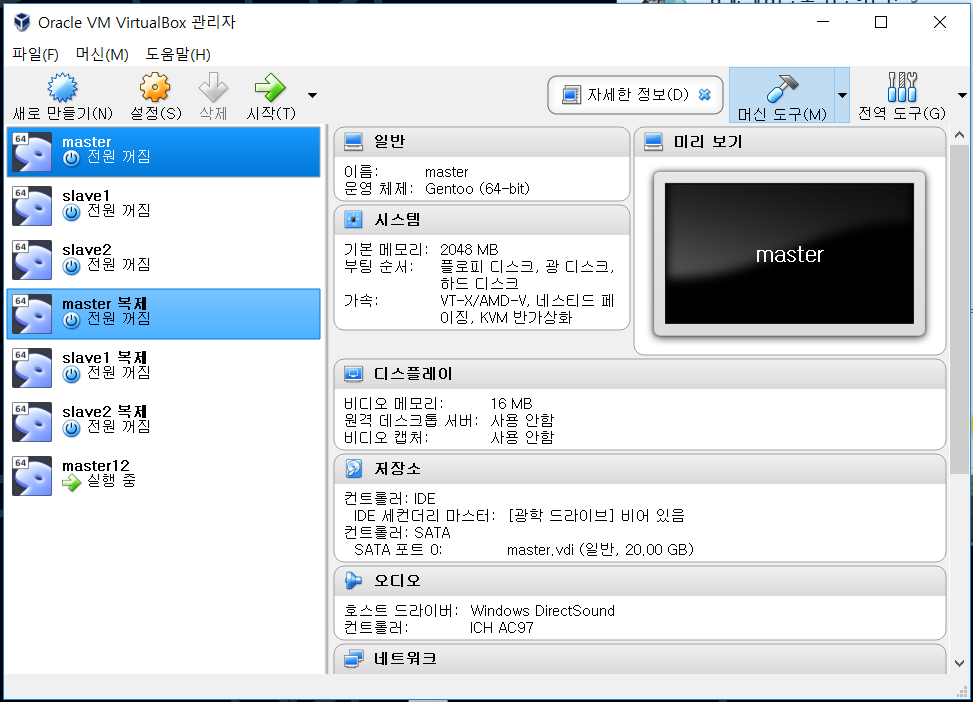 Oracle VM VirtualBox 관리자
파일(F) 머신(M) 도움말(H)
새로 만들기(N) 설정(S) 삭제 시작(T) 자세한 정보(D) 머신 도구(M) 전역 도구(G)
64 master
전원 꺼짐
64 slave1
전원 꺼짐
64 slave2
전원 꺼짐
64 master 복제
전원 꺼짐
64 slave1 복제
전원 꺼짐
64 slave2 복제
전원 꺼짐
64 master12
실행 중
일반
이름: master
운영 체제: Gentoo (64-bit)
시스템
기본 메모리: 2048 MB
부팅 순서: 플로피 디스크, 광 디스크,
하드 디스크
가속: VT-X/AMD-V, 네스티드 페
이징, KVM 반가상화
미리 보기
master
디스플레이
비디오 메모리: 16 MB
원격 데스크톱 서버: 사용 안함
비디오 캡처: 사용 안함
저장소
컨트롤러: IDE
IDE 세컨더리 마스터: [광학 드라이브] 비어 있음
컨트롤러: SATA
SATA 포트 0: master.vdi (일반, 20.00 GB)
오디오
호스트 드라이버: Windows DirectSound
컨트롤러: ICH AC97
네트워크